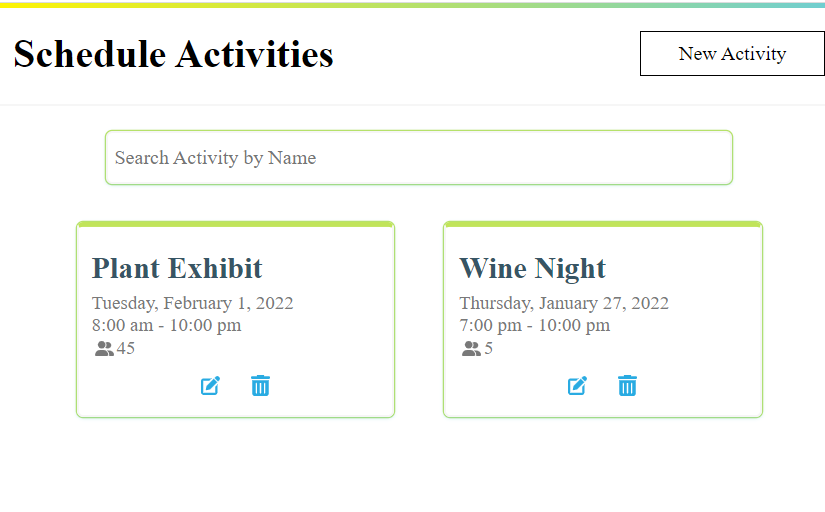 Schedule Activities
New Activity
Search Activity by Name
Plant Exhibit
Tuesday, February 1, 2022
8:00 am - 10:00 pm
45
Wine Night
Thursday, January 27, 2022
7:00 pm - 10:00 pm
5